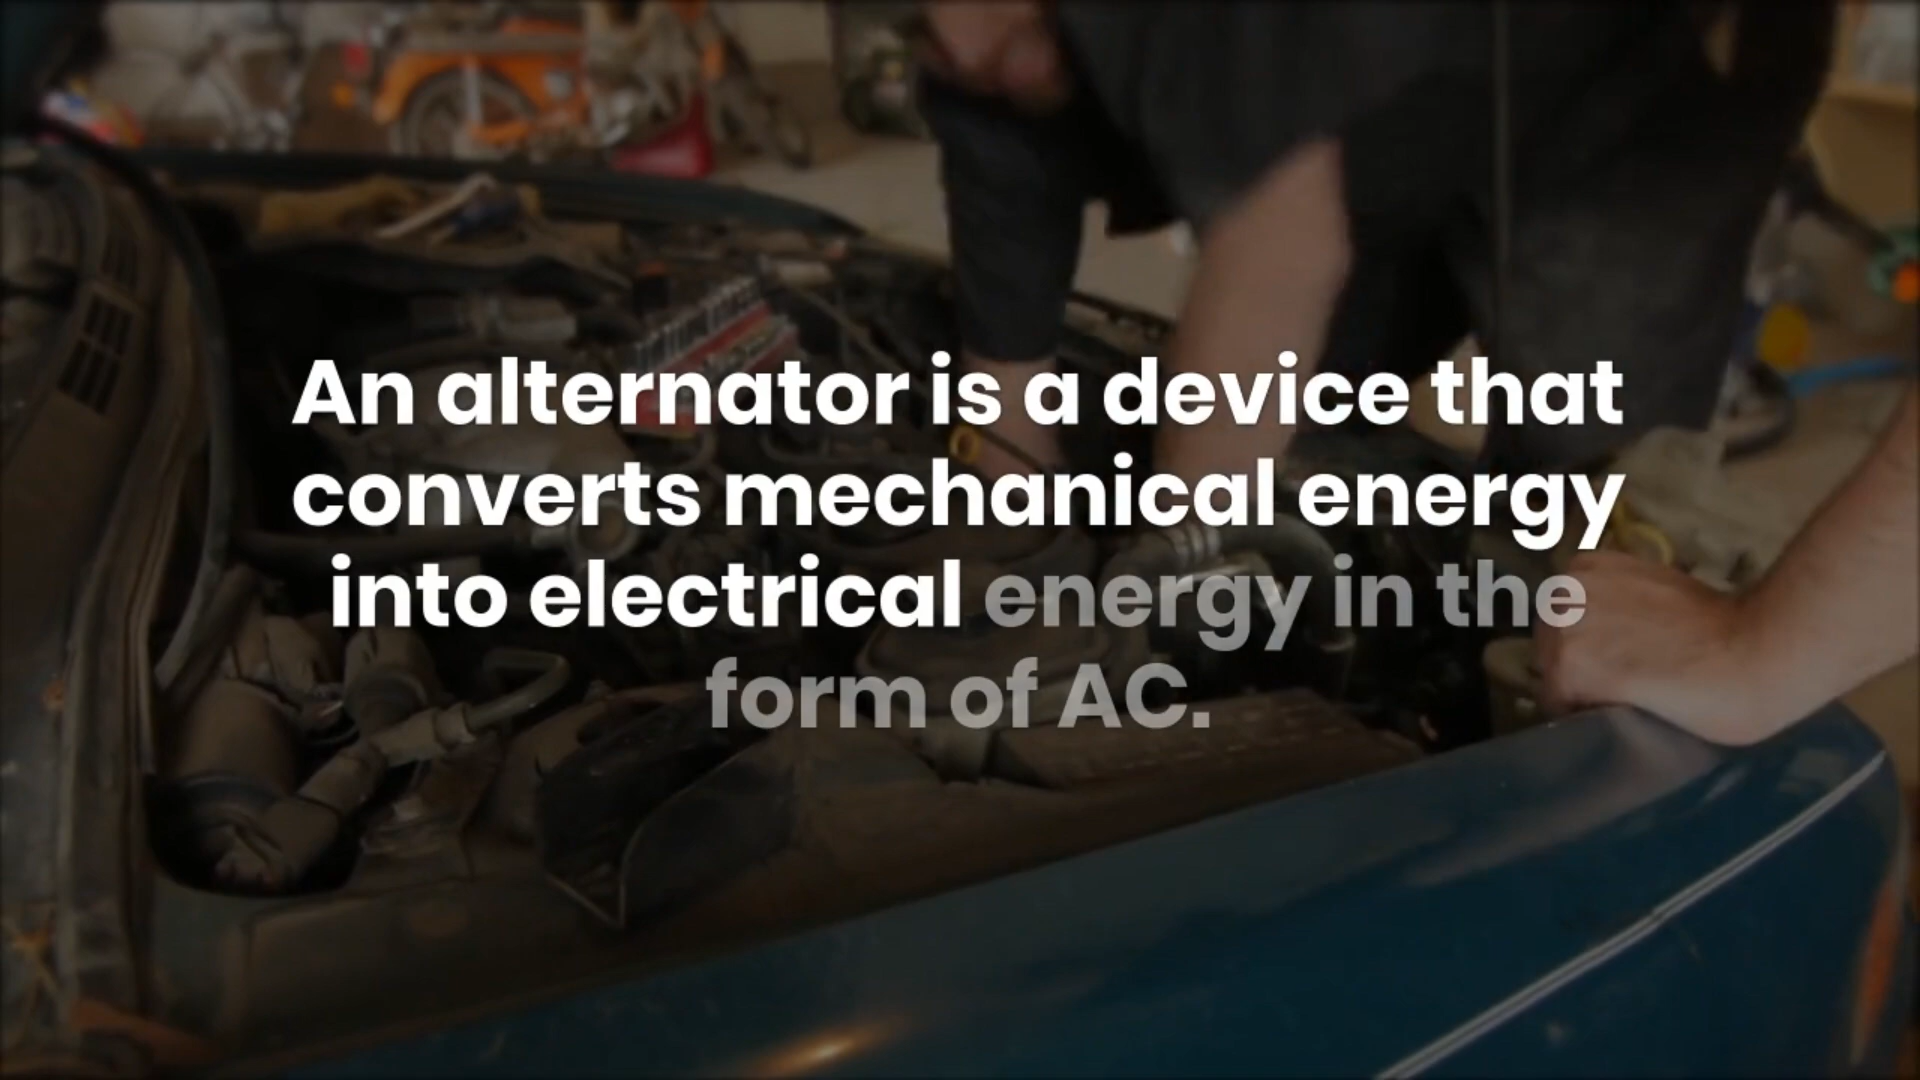 An alternator is a device that
converts mechanical energy
into electrical energy in the
form of AC.